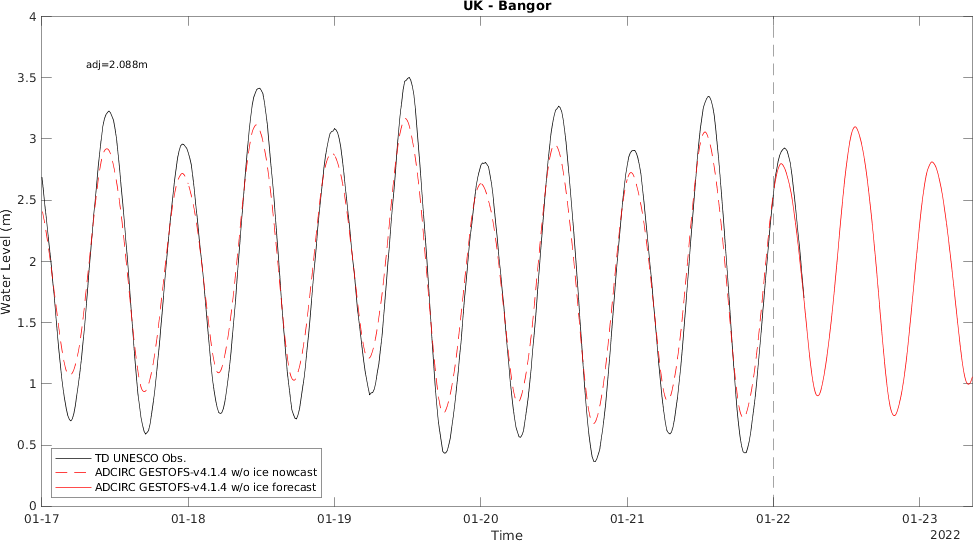 UK - Bangor
adj=2.088m
Water Level (m)
4
3.5
3
2.5
2
1.5
1
0.5
0
TD UNESCO Obs.
ADCIRC GESTOFS-v4.1.4 w/o ice nowcast
ADCIRC GESTOFS-v4.1.4 w/o ice forecast
01-17 01-18 01-19 01-20 01-21 01-22 01-23
Time
2022